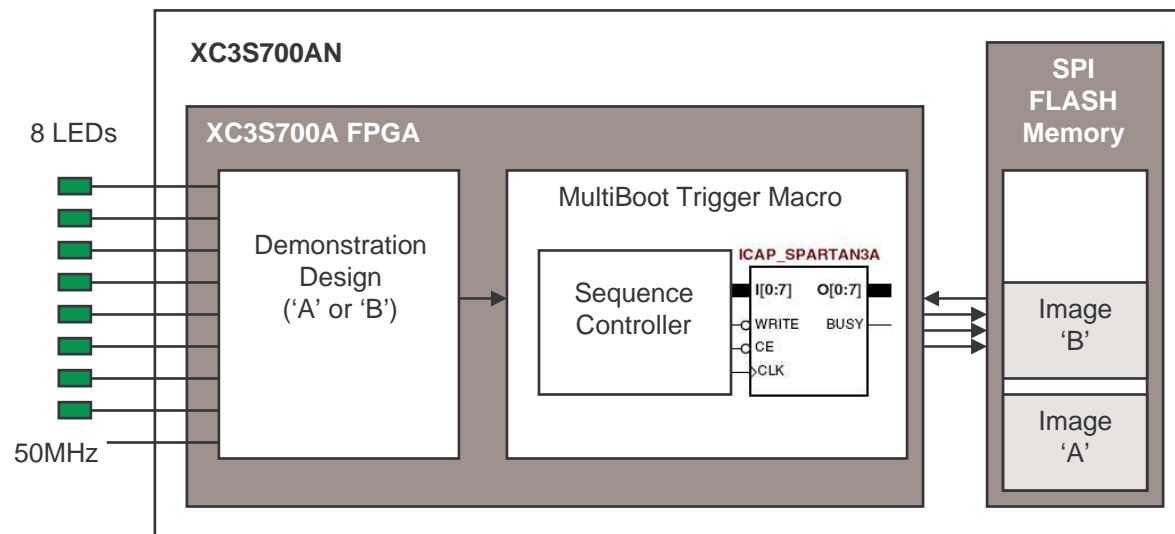 XC3S700AN
SPI
FLASH
Memory
8 LEDs
XC3S700A FPGA
MultiBoot Trigger Macro
Demonstration
Design
(‘A’ or ‘B’)
Sequence
Controller
ICAP_SPARTAN3A
I[0:7] O[0:7]
WRITE BUSY
CE
CLK
Image
‘B’
Image
‘A’
50MHz